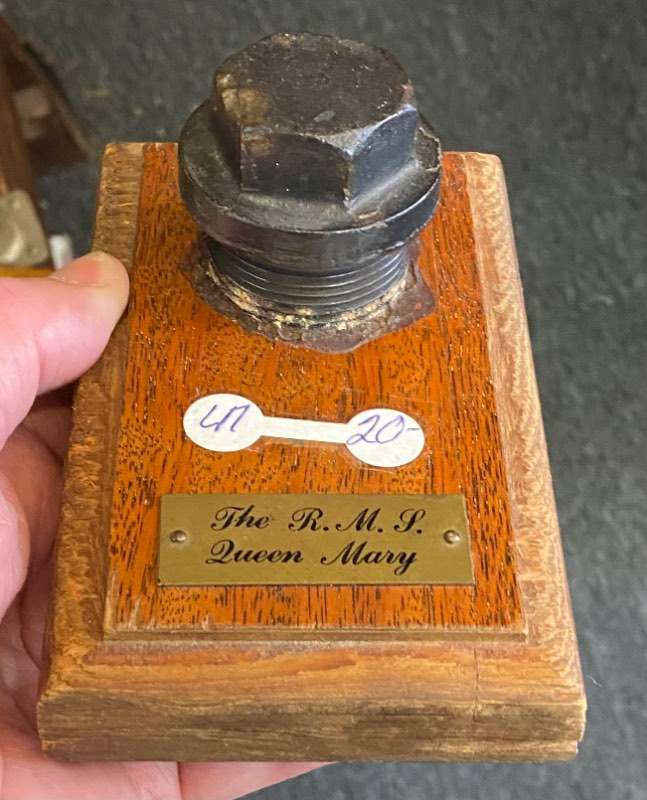 20-
The R.M.S.
Queen Mary